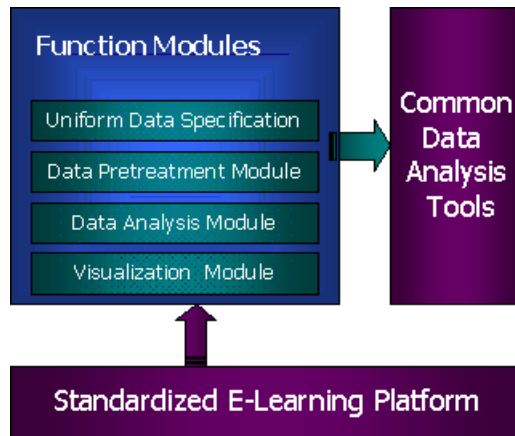 Function Modules
Uniform Data Specification
Data Pretreatment Module
Data Analysis Module
Visualization Module
Common
Data
Analysis
Tools
Standardized E-Learning Platform